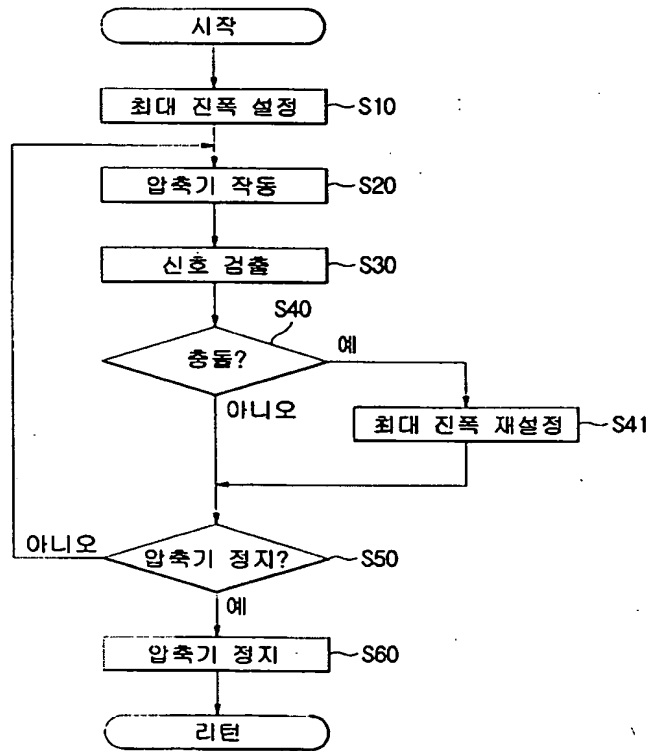 시작
최대 진폭 설정 S10
압축기 작동 S20
신호 검출 S30
S40
충돌? 예
아니오
최대 진폭 재설정 S41
아니오 압축기 정지? S50
예
압축기 정지 S60
리턴